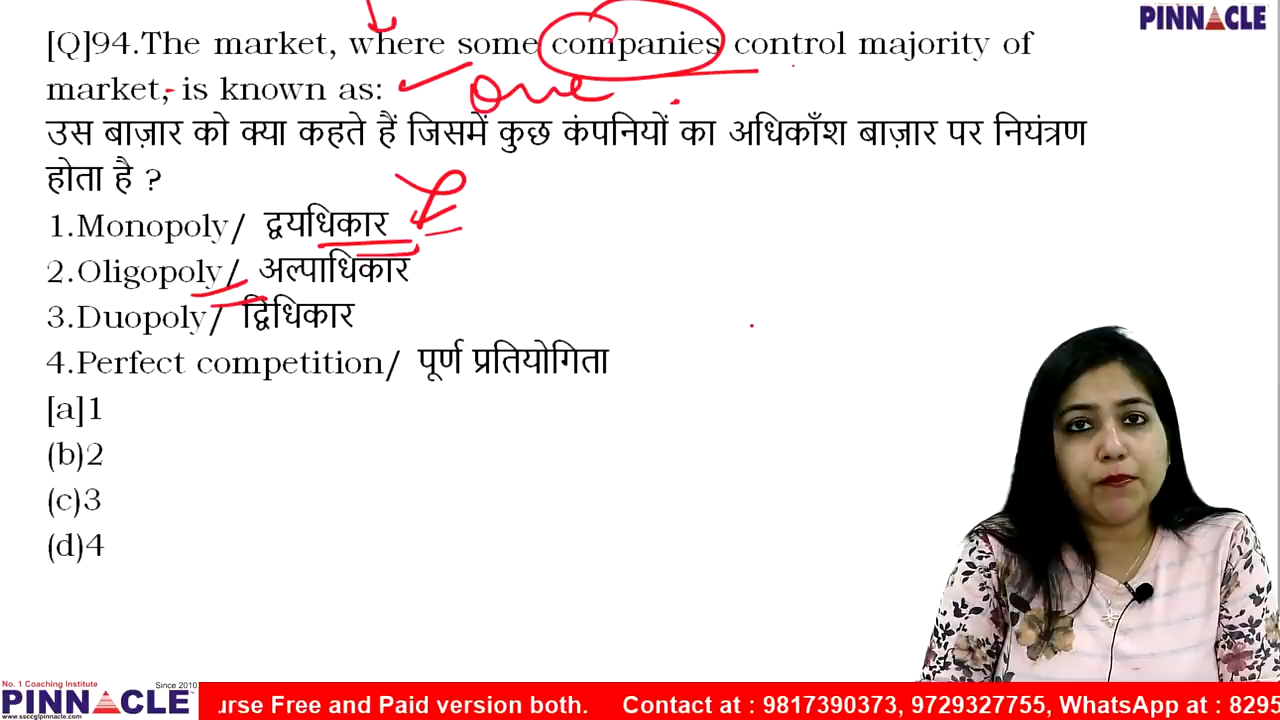 PINNACLE
[Q]94.The market, where some companies control majority of
market, is known as:
one
उस बाज़ार को क्या कहते हैं जिसमें कुछ कंपनियों का अधिकाँश बाज़ार पर नियंत्रण
होता है ?
1.Monopoly/ द्वयधिकार
2.Oligopoly/ अल्पाधिकार
3.Duopoly/ द्विधिकार
4.Perfect competition/ पूर्ण प्रतियोगिता
[a]1
(b)2
(c)3
(d)4
No. 1 Coaching Institute Since 2010
PINNACLE
www.ssccglpinnacle.com
urse Free and Paid version both. Contact at : 9817390373, 9729327755, WhatsApp at : 8295